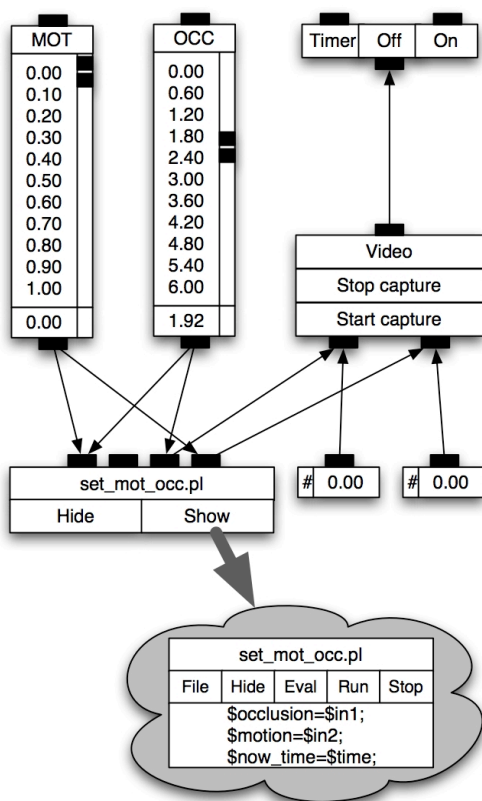 MOT
0.00
0.10
0.20
0.30
0.40
0.50
0.60
0.70
0.80
0.90
1.00
0.00
OCC
0.00
0.60
1.20
1.80
2.40
3.00
3.60
4.20
4.80
5.40
6.00
1.92
Timer Off On
Video
Stop capture
Start capture
# 0.00
# 0.00
set_mot_occ.pl
Hide Show
set_mot_occ.pl
File Hide Eval Run Stop
$occlusion=$in1;
$motion=$in2;
$now_time=$time;